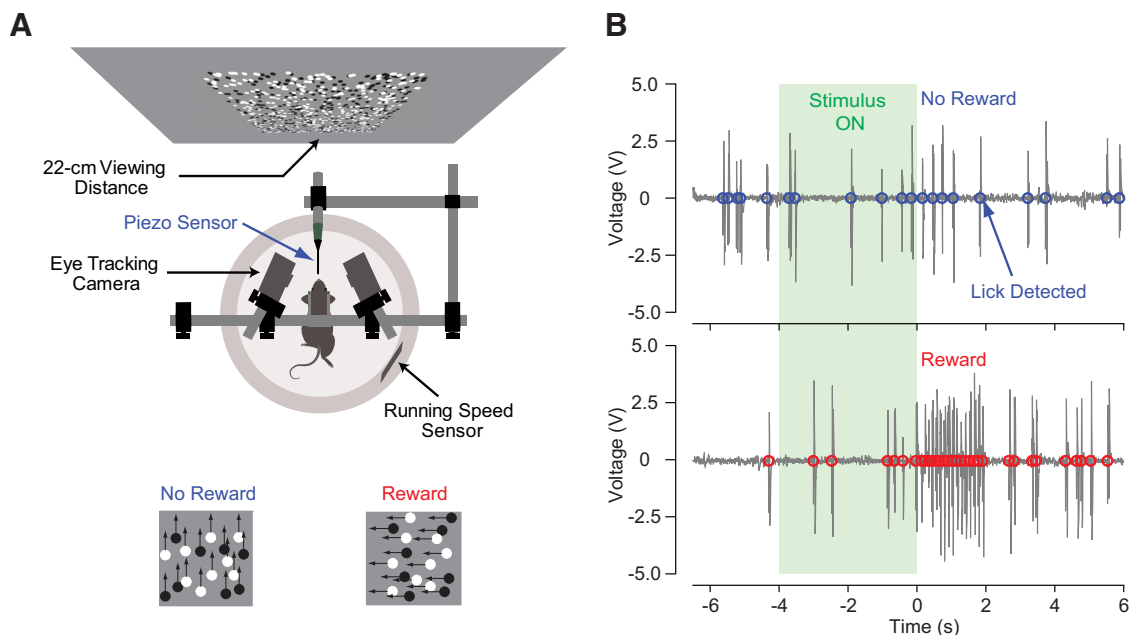 A
22-cm Viewing
Distance
Piezo Sensor
Eye Tracking
Camera
Running Speed
Sensor
No Reward
Reward
B
5.0
2.5
0
-2.5
-5.0
Voltage (V)
Stimulus
ON
No Reward
Lick Detected
5.0
2.5
0
-2.5
-5.0
Voltage (V)
Reward
-6
-4
-2
0
2
4
6
Time (s)